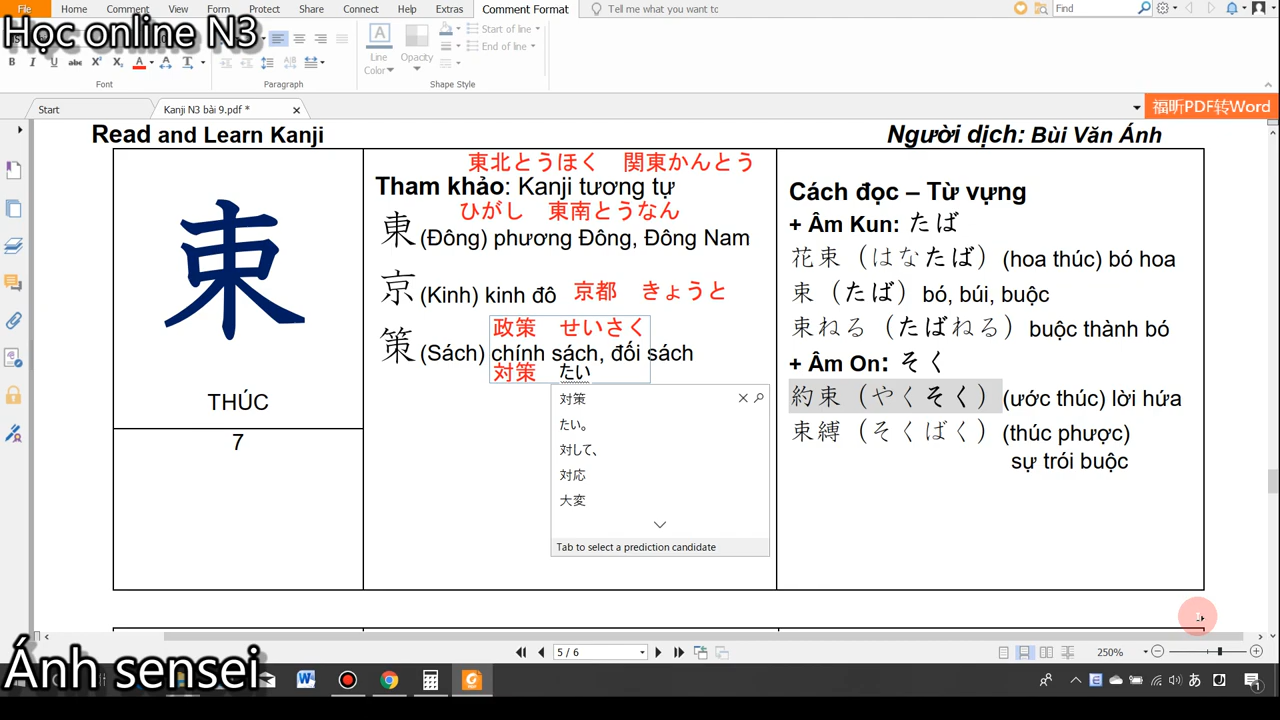 File Home Comment View Form Protect Share Connect Help Extras Comment Format Tell me what you want tc Find
Học online N3
Line Color
Opacity
Start of line
End of line
Font Paragraph Shape Style
Start
Kanji N3 bài 9.pdf *
福昕PDF转Word
Read and Learn Kanji
Người dịch: Bùi Văn Ánh
束
THÚC
7
東北とうほく 関東かんとう
Tham khảo: Kanji tương tự
ひがし 東南とうなん
東 (Đông) phương Đông, Đông Nam
京 (Kinh) kinh đô 京都 きょうと
政策 せいさく
策 (Sách) chính sách, đối sách
対策 たい
対策
たい。
対して、
対応
大変
Tab to select a prediction candidate
Cách đọc – Từ vựng
+ Âm Kun: たば
花束（はなたば）(hoa thúc) bó hoa
束（たば）bó, búi, buộc
束ねる（たばねる）buộc thành bó
+ Âm On: そく
約束（やくそく）(ước thúc) lời hứa
束縛（そくばく）(thúc phược)
sự trói buộc
5 / 6
250%
Ánh sensei
あ